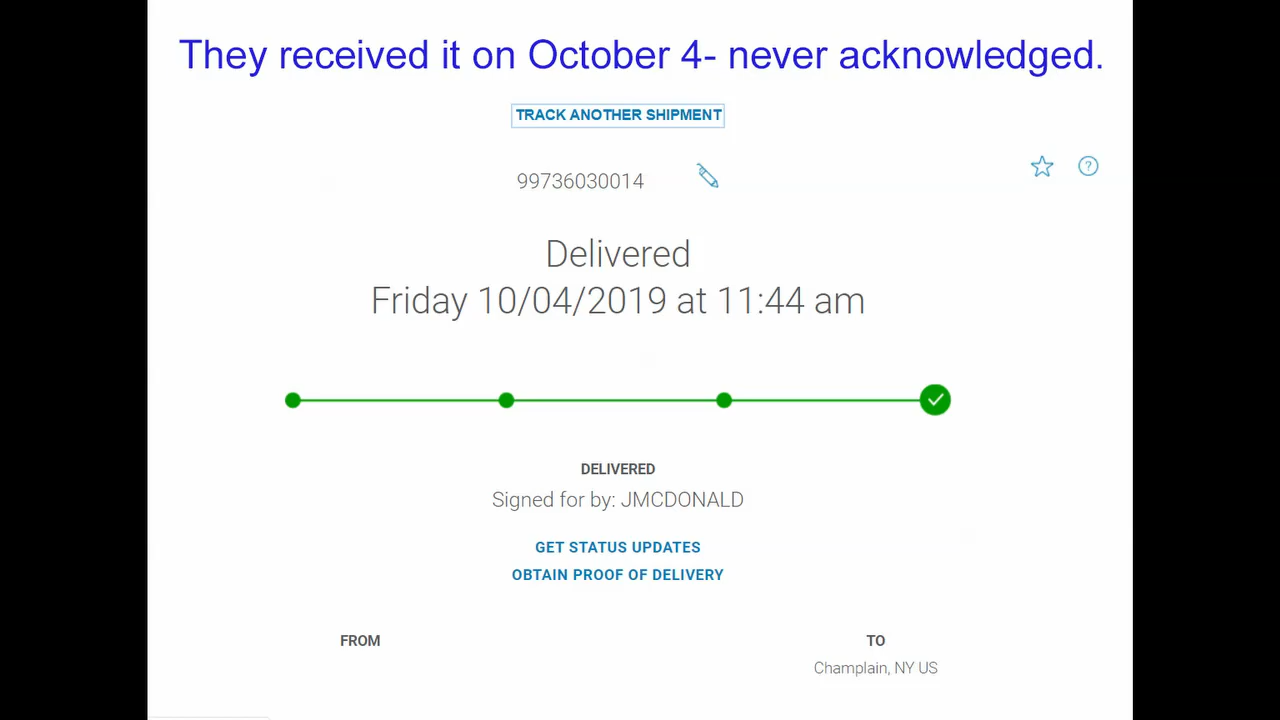 They received it on October 4- never acknowledged.
TRACK ANOTHER SHIPMENT
99736030014
?
Delivered
Friday 10/04/2019 at 11:44 am
DELIVERED
Signed for by: JMCDONALD
GET STATUS UPDATES
OBTAIN PROOF OF DELIVERY
FROM
TO
Champlain, NY US